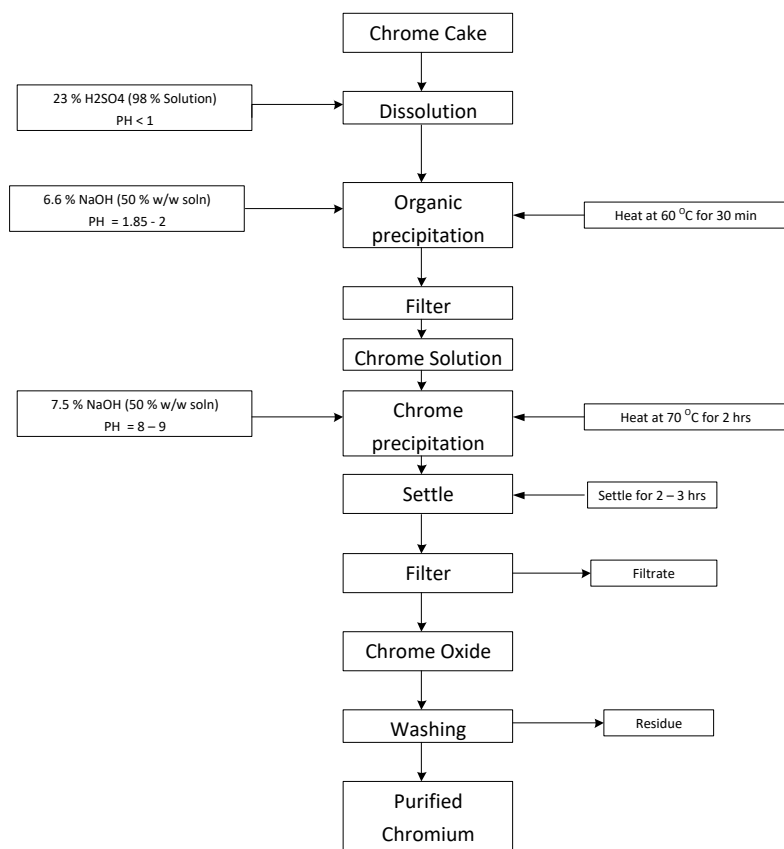 Chrome Cake
23 % H2SO4 (98 % Solution)
PH < 1
Dissolution
6.6 % NaOH (50 % w/w soln)
PH = 1.85 - 2
Organic
precipitation
Heat at 60 ᴼC for 30 min
Filter
Chrome Solution
7.5 % NaOH (50 % w/w soln)
PH = 8 – 9
Chrome
precipitation
Heat at 70 ᴼC for 2 hrs
Settle
Settle for 2 – 3 hrs
Filter
Filtrate
Chrome Oxide
Washing
Residue
Purified
Chromium